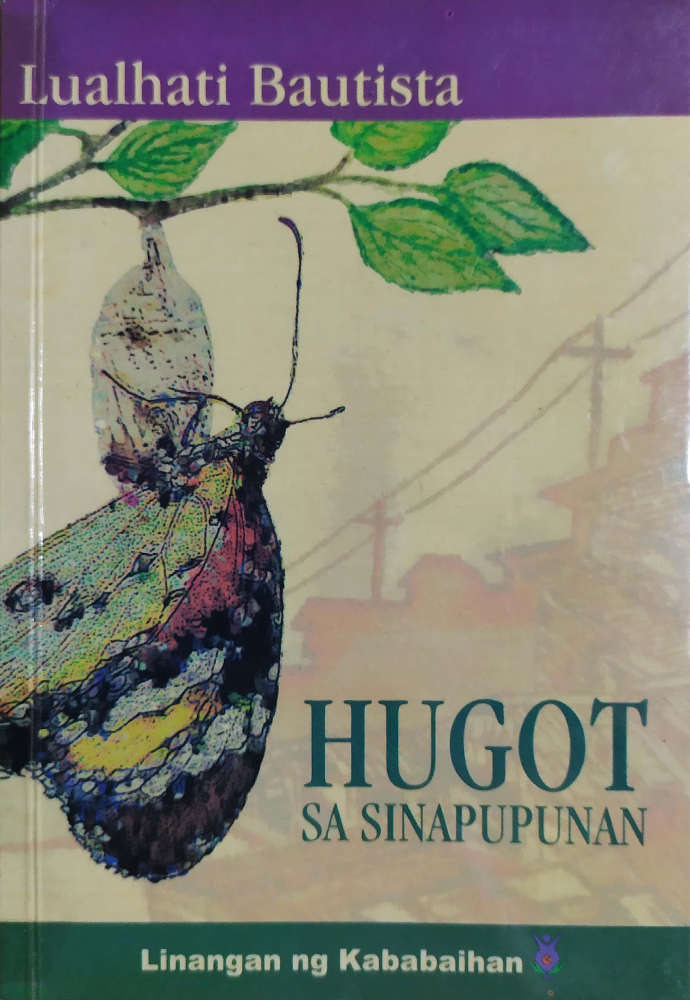 Lualhati Bautista
HUGOT
SA SINAPUPUNAN
Linangan ng Kababaihan